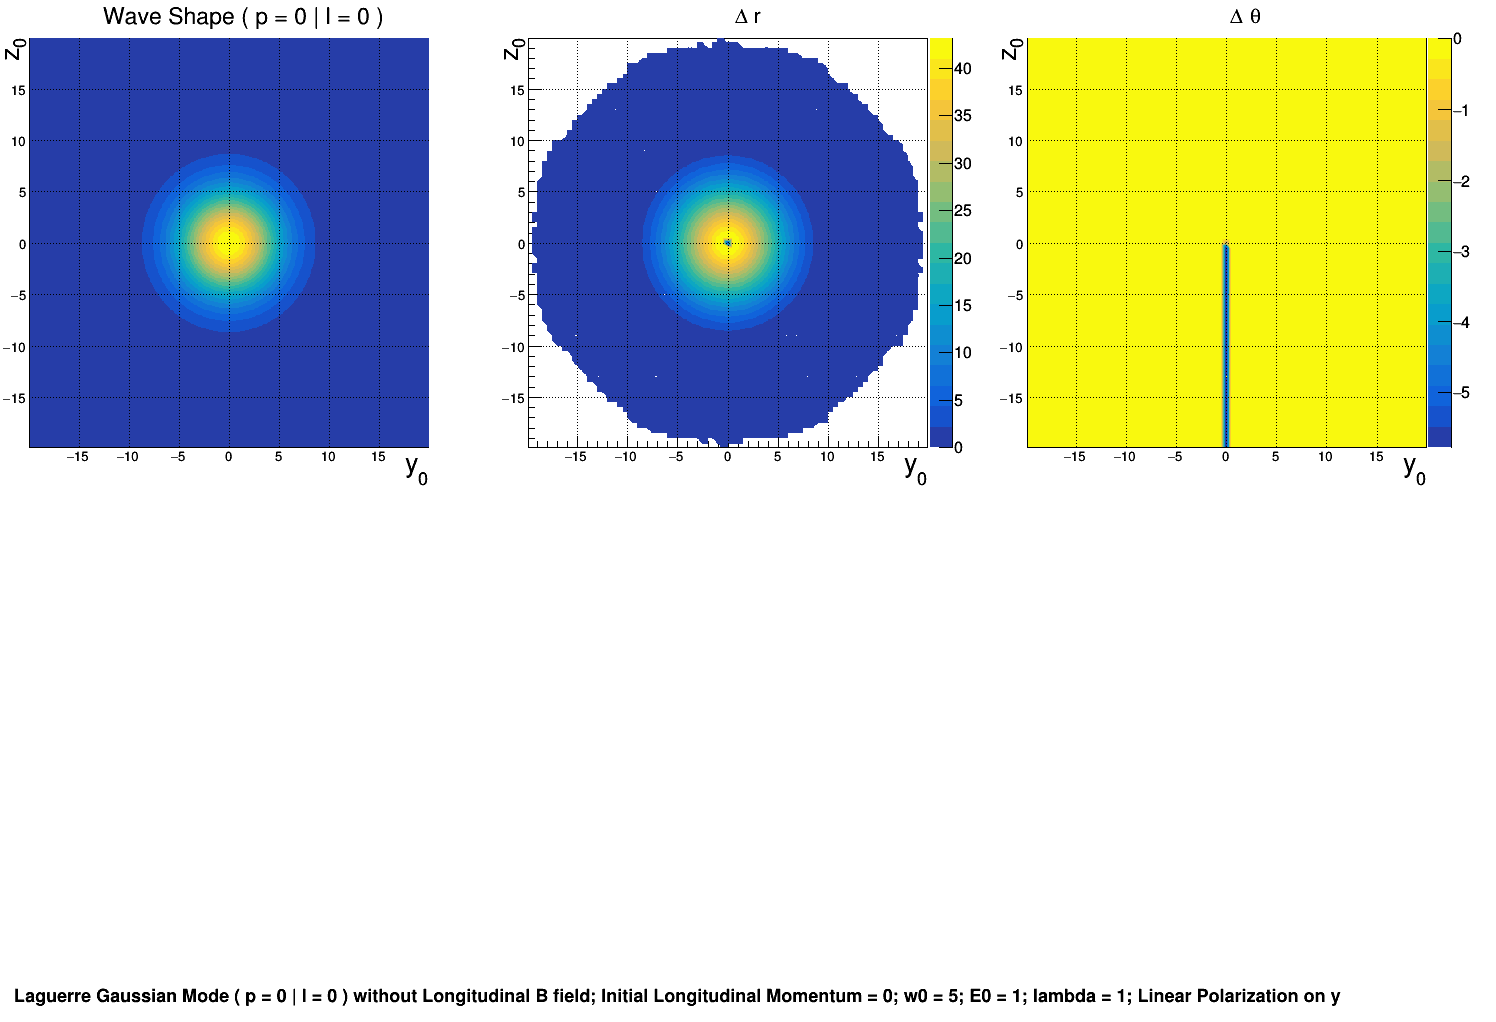 Wave Shape ( p = 0 | l = 0 )
z0
15
10
5
0
−5
−10
−15
−15 −10 −5 0 5 10 15
y0
Δ r
z0
15
10
5
0
−5
−10
−15
−15 −10 −5 0 5 10 15
y0
40
35
30
25
20
15
10
5
0
Δ θ
z0
15
10
5
0
−5
−10
−15
−15 −10 −5 0 5 10 15
y0
0
−1
−2
−3
−4
−5
Laguerre Gaussian Mode ( p = 0 | l = 0 ) without Longitudinal B field; Initial Longitudinal Momentum = 0; w0 = 5; E0 = 1; lambda = 1; Linear Polarization on y